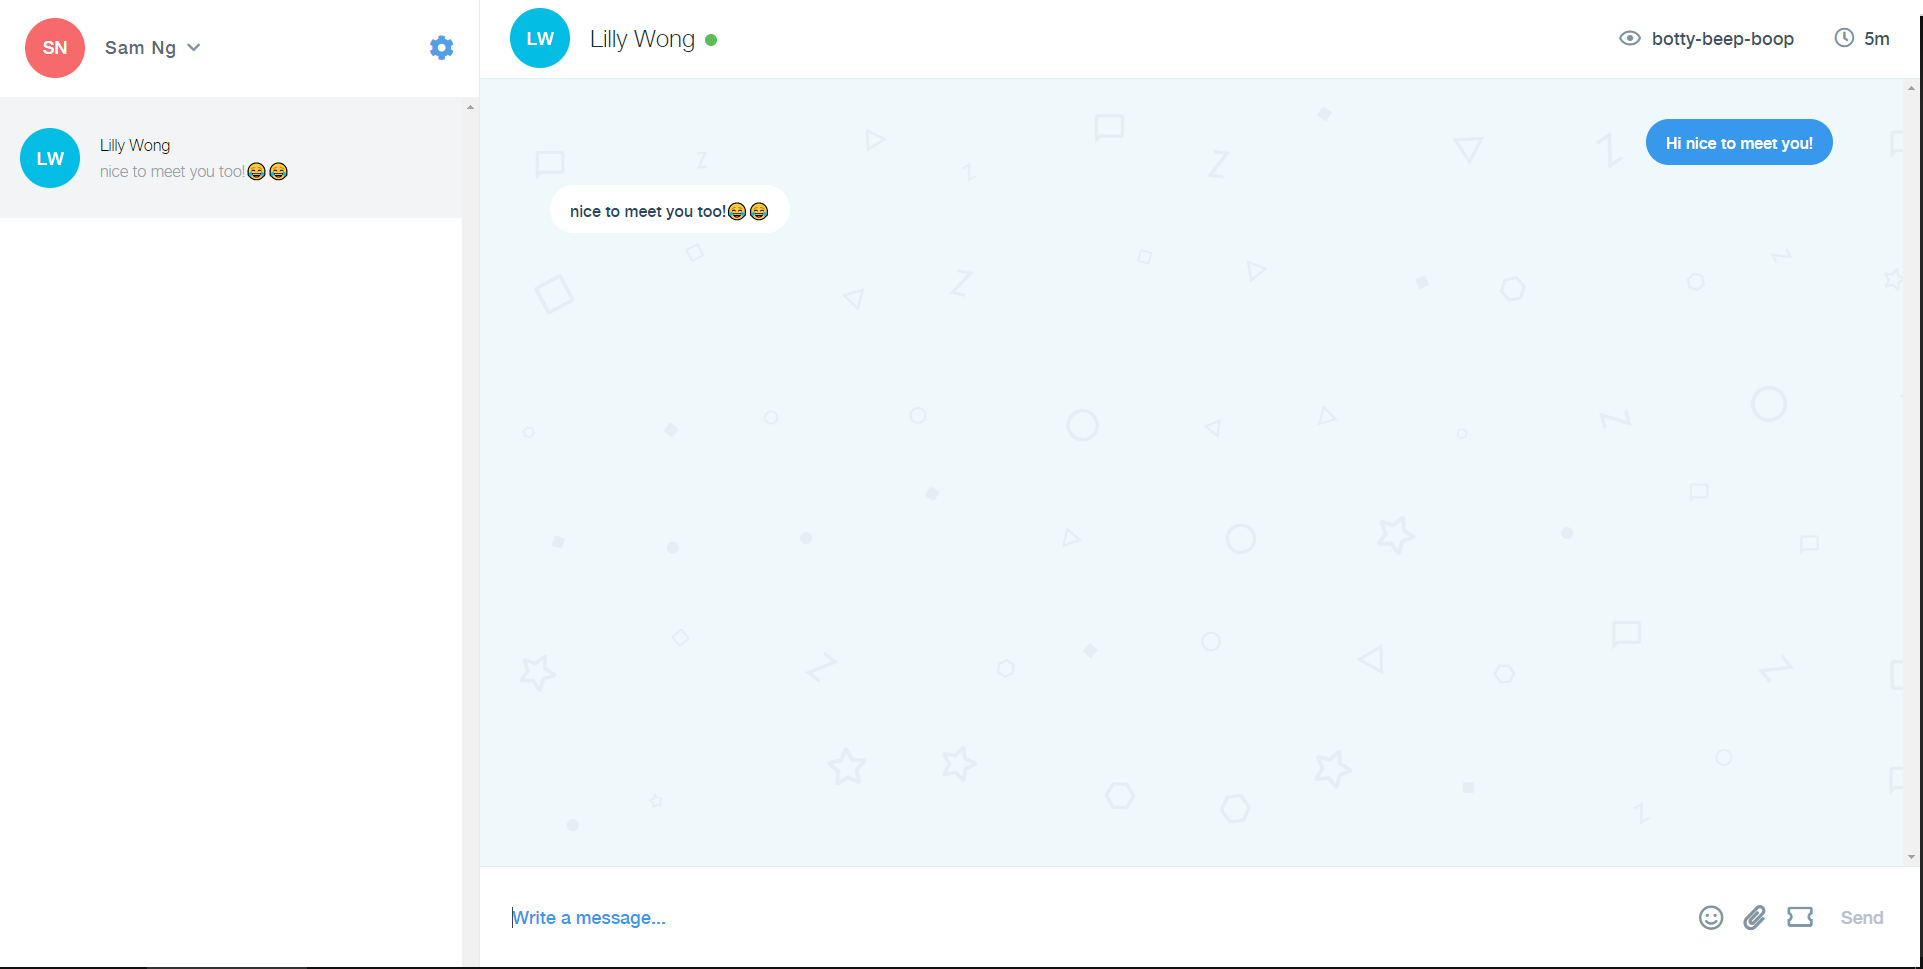 SN
Sam Ng
LW
Lilly Wong
nice to meet you too!😂😂
LW
Lilly Wong
botty-beep-boop
5m
Hi nice to meet you!
nice to meet you too!😂😂
Write a message...
Send